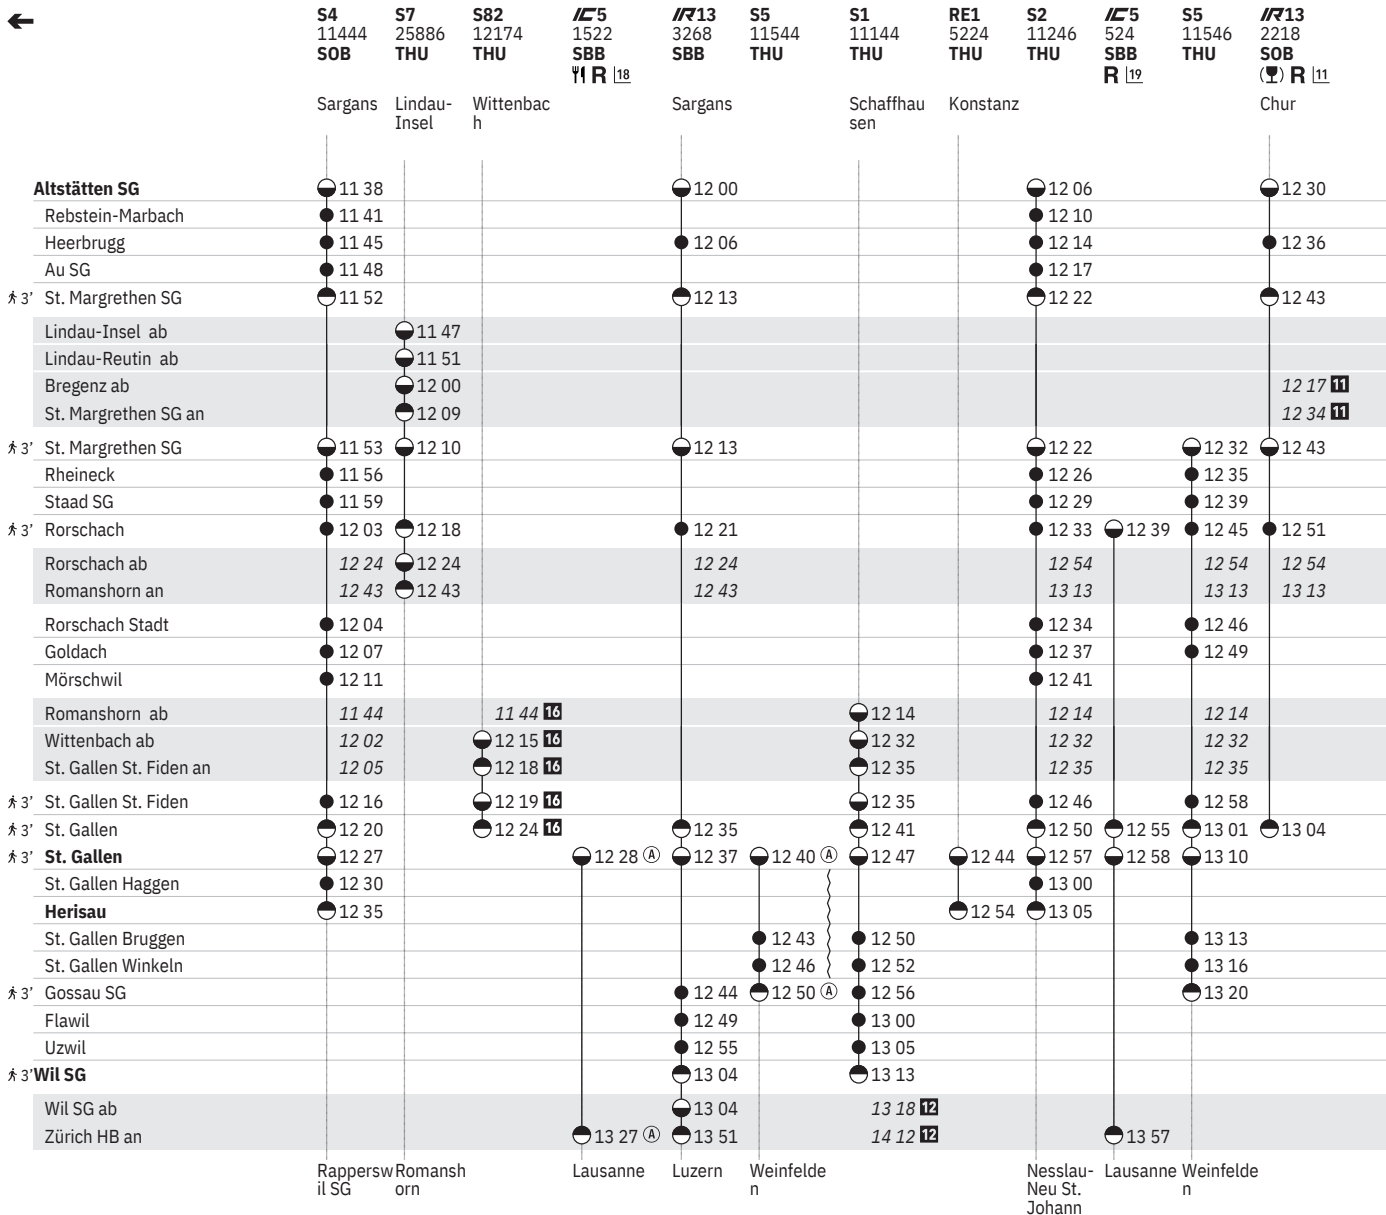 S4 S7 S82 IC5 IR13 S5 S1 RE1 S2 IC5 S5 IR13
11444 25886 12174 1522 3268 11544 11144 5224 11246 524 11546 2218
SOB THU THU SBB SBB THU THU THU THU SBB THU SOB
R 18 R 19 R 11
Sargans Lindau- Wittenbac Sargans Schaffhau Konstanz Chur
Insel h sen
Altstätten SG 11 38 12 00 12 06 12 30
Rebstein-Marbach 11 41 12 10
Heerbrugg 11 45 12 06 12 14 12 36
Au SG 11 48 12 17
3' St. Margrethen SG 11 52 12 13 12 22 12 43
Lindau-Insel ab 11 47
Lindau-Reutin ab 11 51
Bregenz ab 12 00 12 17 11
St. Margrethen SG an 12 09 12 34 11
3' St. Margrethen SG 11 53 12 10 12 13 12 22 12 32 12 43
Rheineck 11 56 12 26 12 35
Staad SG 11 59 12 29 12 39
3' Rorschach 12 03 12 18 12 21 12 33 12 39 12 45 12 51
Rorschach ab 12 24 12 24 12 24 12 54 12 54 12 54
Romanshorn an 12 43 12 43 12 43 13 13 13 13 13 13
Rorschach Stadt 12 04 12 34 12 46
Goldach 12 07 12 37 12 49
Mörschwil 12 11 12 41
Romanshorn ab 11 44 11 44 16 12 14 12 14 12 14
Wittenbach ab 12 02 12 15 16 12 32 12 32 12 32
St. Gallen St. Fiden an 12 05 12 18 16 12 35 12 35 12 35
3' St. Gallen St. Fiden 12 16 12 19 16 12 35 12 46 12 58
3' St. Gallen 12 20 12 24 16 12 35 12 41 12 50 12 55 13 01 13 04
3' St. Gallen 12 27 12 28 A 12 37 12 40 A 12 47 12 44 12 57 12 58 13 10
St. Gallen Haggen 12 30 13 00
Herisau 12 35 12 54 13 05
St. Gallen Bruggen 12 43 12 50 13 13
St. Gallen Winkeln 12 46 12 52 13 16
3' Gossau SG 12 44 12 50 A 12 56 13 20
Flawil 12 49 13 00
Uzwil 12 55 13 05
3' Wil SG 13 04 13 13
Wil SG ab 13 04 13 18 12
Zürich HB an 13 27 A 13 51 14 12 12 13 57
Rappersw Romansh Lausanne Luzern Weinfelde Nesslau- Lausanne Weinfelde
il SG orn n Neu St. n
Johann